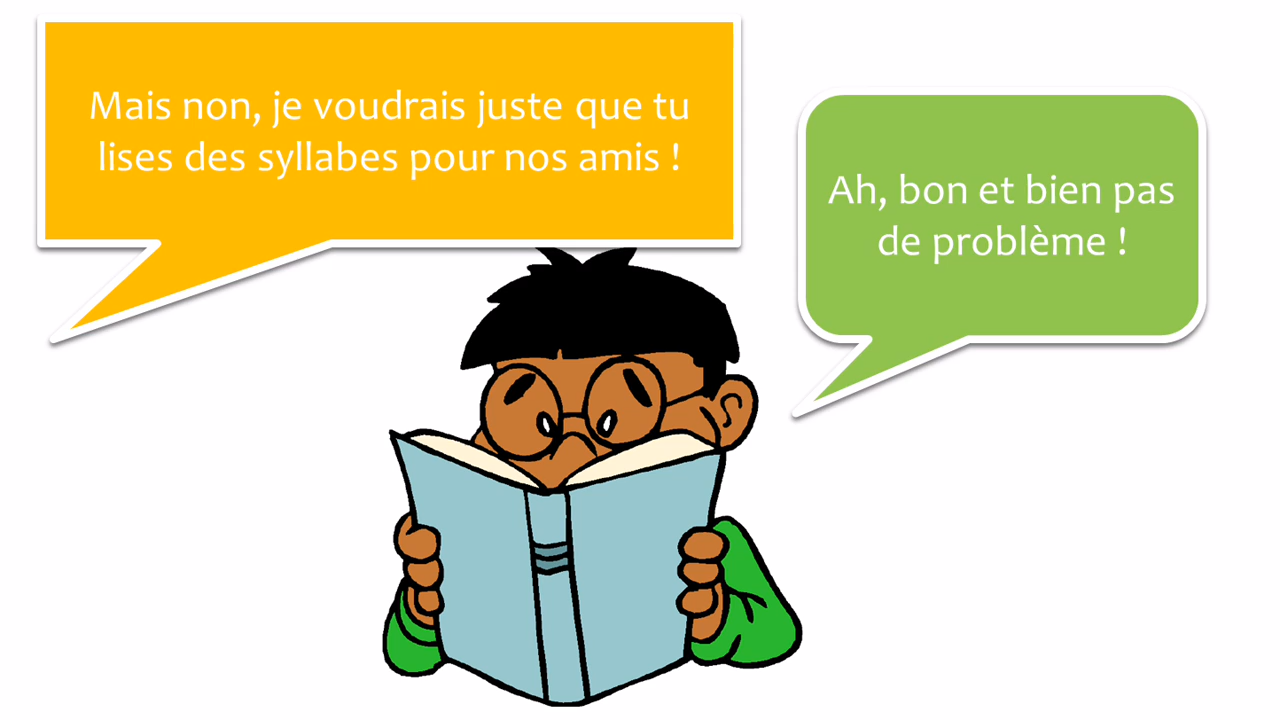 Mais non, je voudrais juste que tu
lises des syllabes pour nos amis !
Ah, bon et bien pas
de problème !